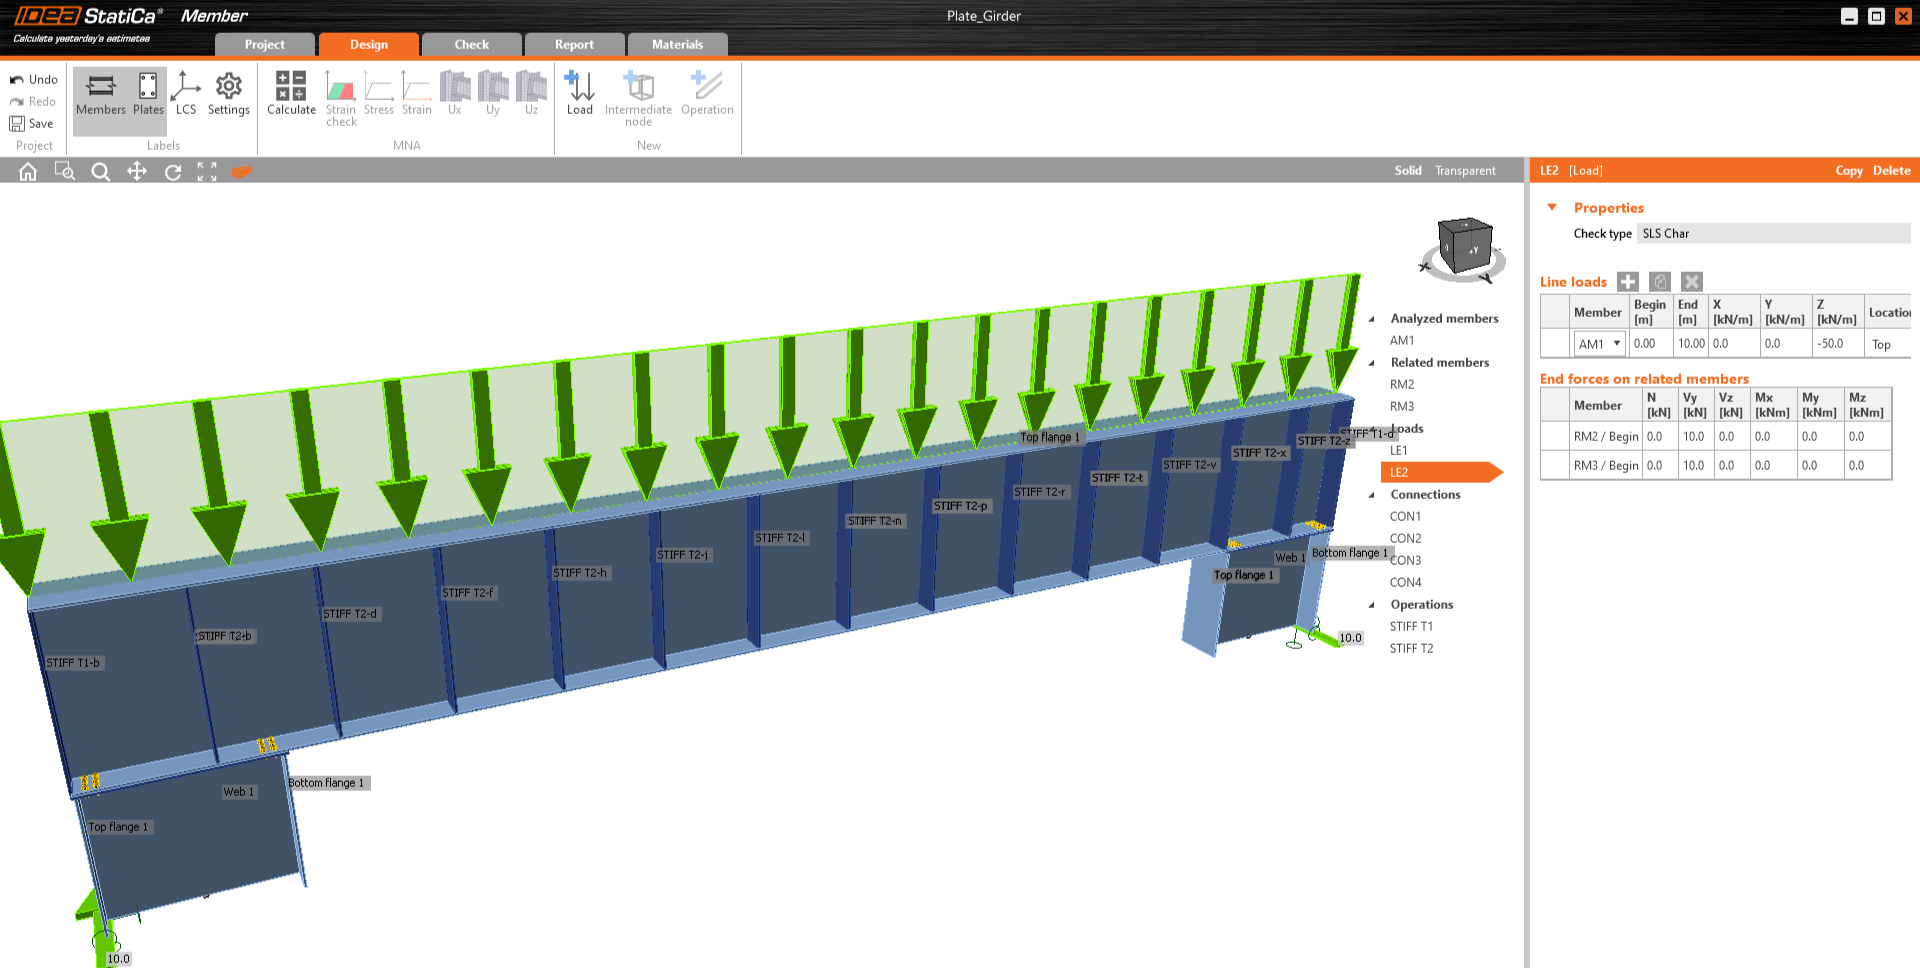 IDEA StatiCa® Member
Calculate yesterday's estimates
Plate_Girder
Project
Design
Check
Report
Materials
Undo
Redo
Save
Project
Members
Plates
LCS
Settings
Labels
Calculate
Strain check
Stress
Strain
Ux
Uy
Uz
MNA
Load
Intermediate node
Operation
New
Solid
Transparent
LE2 [Load]
Copy
Delete
Properties
Check type SLS Char
Line loads
Member Begin [m] End [m] X [kN/m] Y [kN/m] Z [kN/m] Location
AM1 0.00 10.00 0.0 0.0 -50.0 Top
End forces on related members
Member N [kN] Vy [kN] Vz [kN] Mx [kNm] My [kNm] Mz [kNm]
RM2 / Begin 0.0 10.0 0.0 0.0 0.0 0.0
RM3 / Begin 0.0 10.0 0.0 0.0 0.0 0.0
Analyzed members
AM1
Related members
RM2
RM3
Loads
LE1
LE2
Connections
CON1
CON2
CON3
CON4
Operations
STIFF T1
STIFF T2
+Y
X
Y
Top flange 1
STIFF T1-d
STIFF T2-z
STIFF T2-x
STIFF T2-v
STIFF T2-t
STIFF T2-r
STIFF T2-p
STIFF T2-n
STIFF T2-l
STIFF T2-j
STIFF T2-h
STIFF T2-f
STIFF T2-d
STIFF T2-b
STIFF T1-b
Web 1
Bottom flange 1
Top flange 1
10.0
Web 1
Bottom flange 1
Top flange 1
10.0